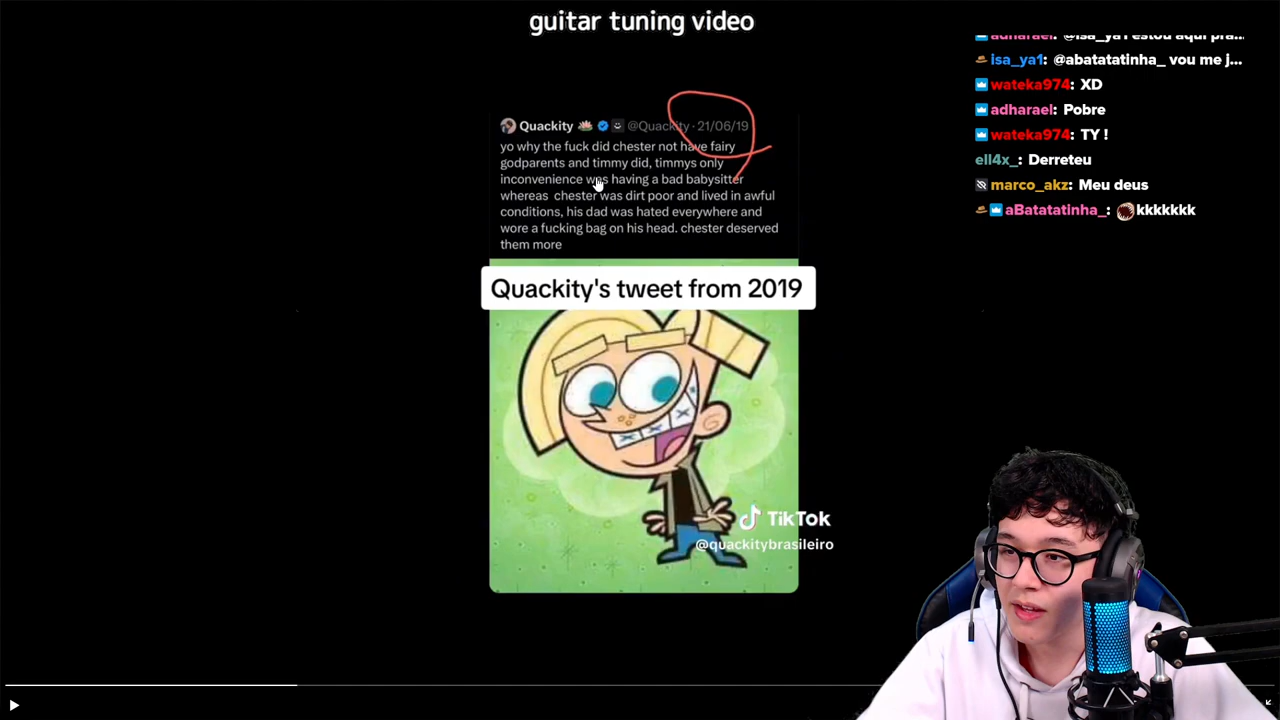 guitar tuning video
Quackity @Quackity · 21/06/19
yo why the fuck did chester not have fairy
godparents and timmy did, timmys only
inconvenience was having a bad babysitter
whereas chester was dirt poor and lived in awful
conditions, his dad was hated everywhere and
wore a fucking bag on his head. chester deserved
them more
Quackity's tweet from 2019
TikTok
@quackitybrasileiro
adharael: @isa_ya1 estou aqui pra...
isa_ya1: @abatatatinha_ vou me j...
wateka974: XD
adharael: Pobre
wateka974: TY !
ell4x_: Derreteu
marco_akz: Meu deus
aBatatatinha_: kkkkkkk